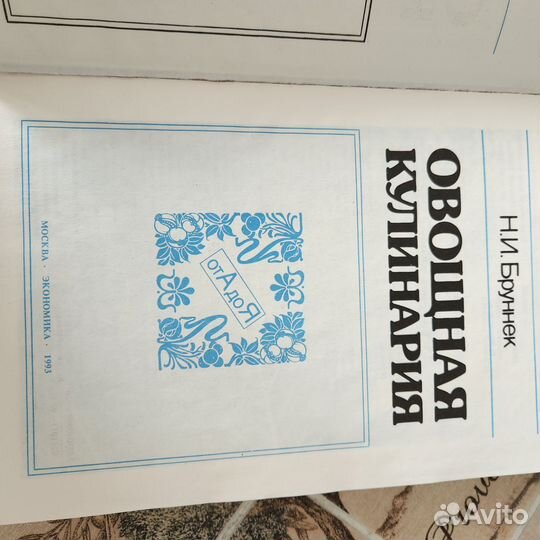 Н.И. Бруннек
ОВОЩНАЯ
КУЛИНАРИЯ
от А до Я
МОСКВА · ЭКОНОМИКА · 1993
Avito